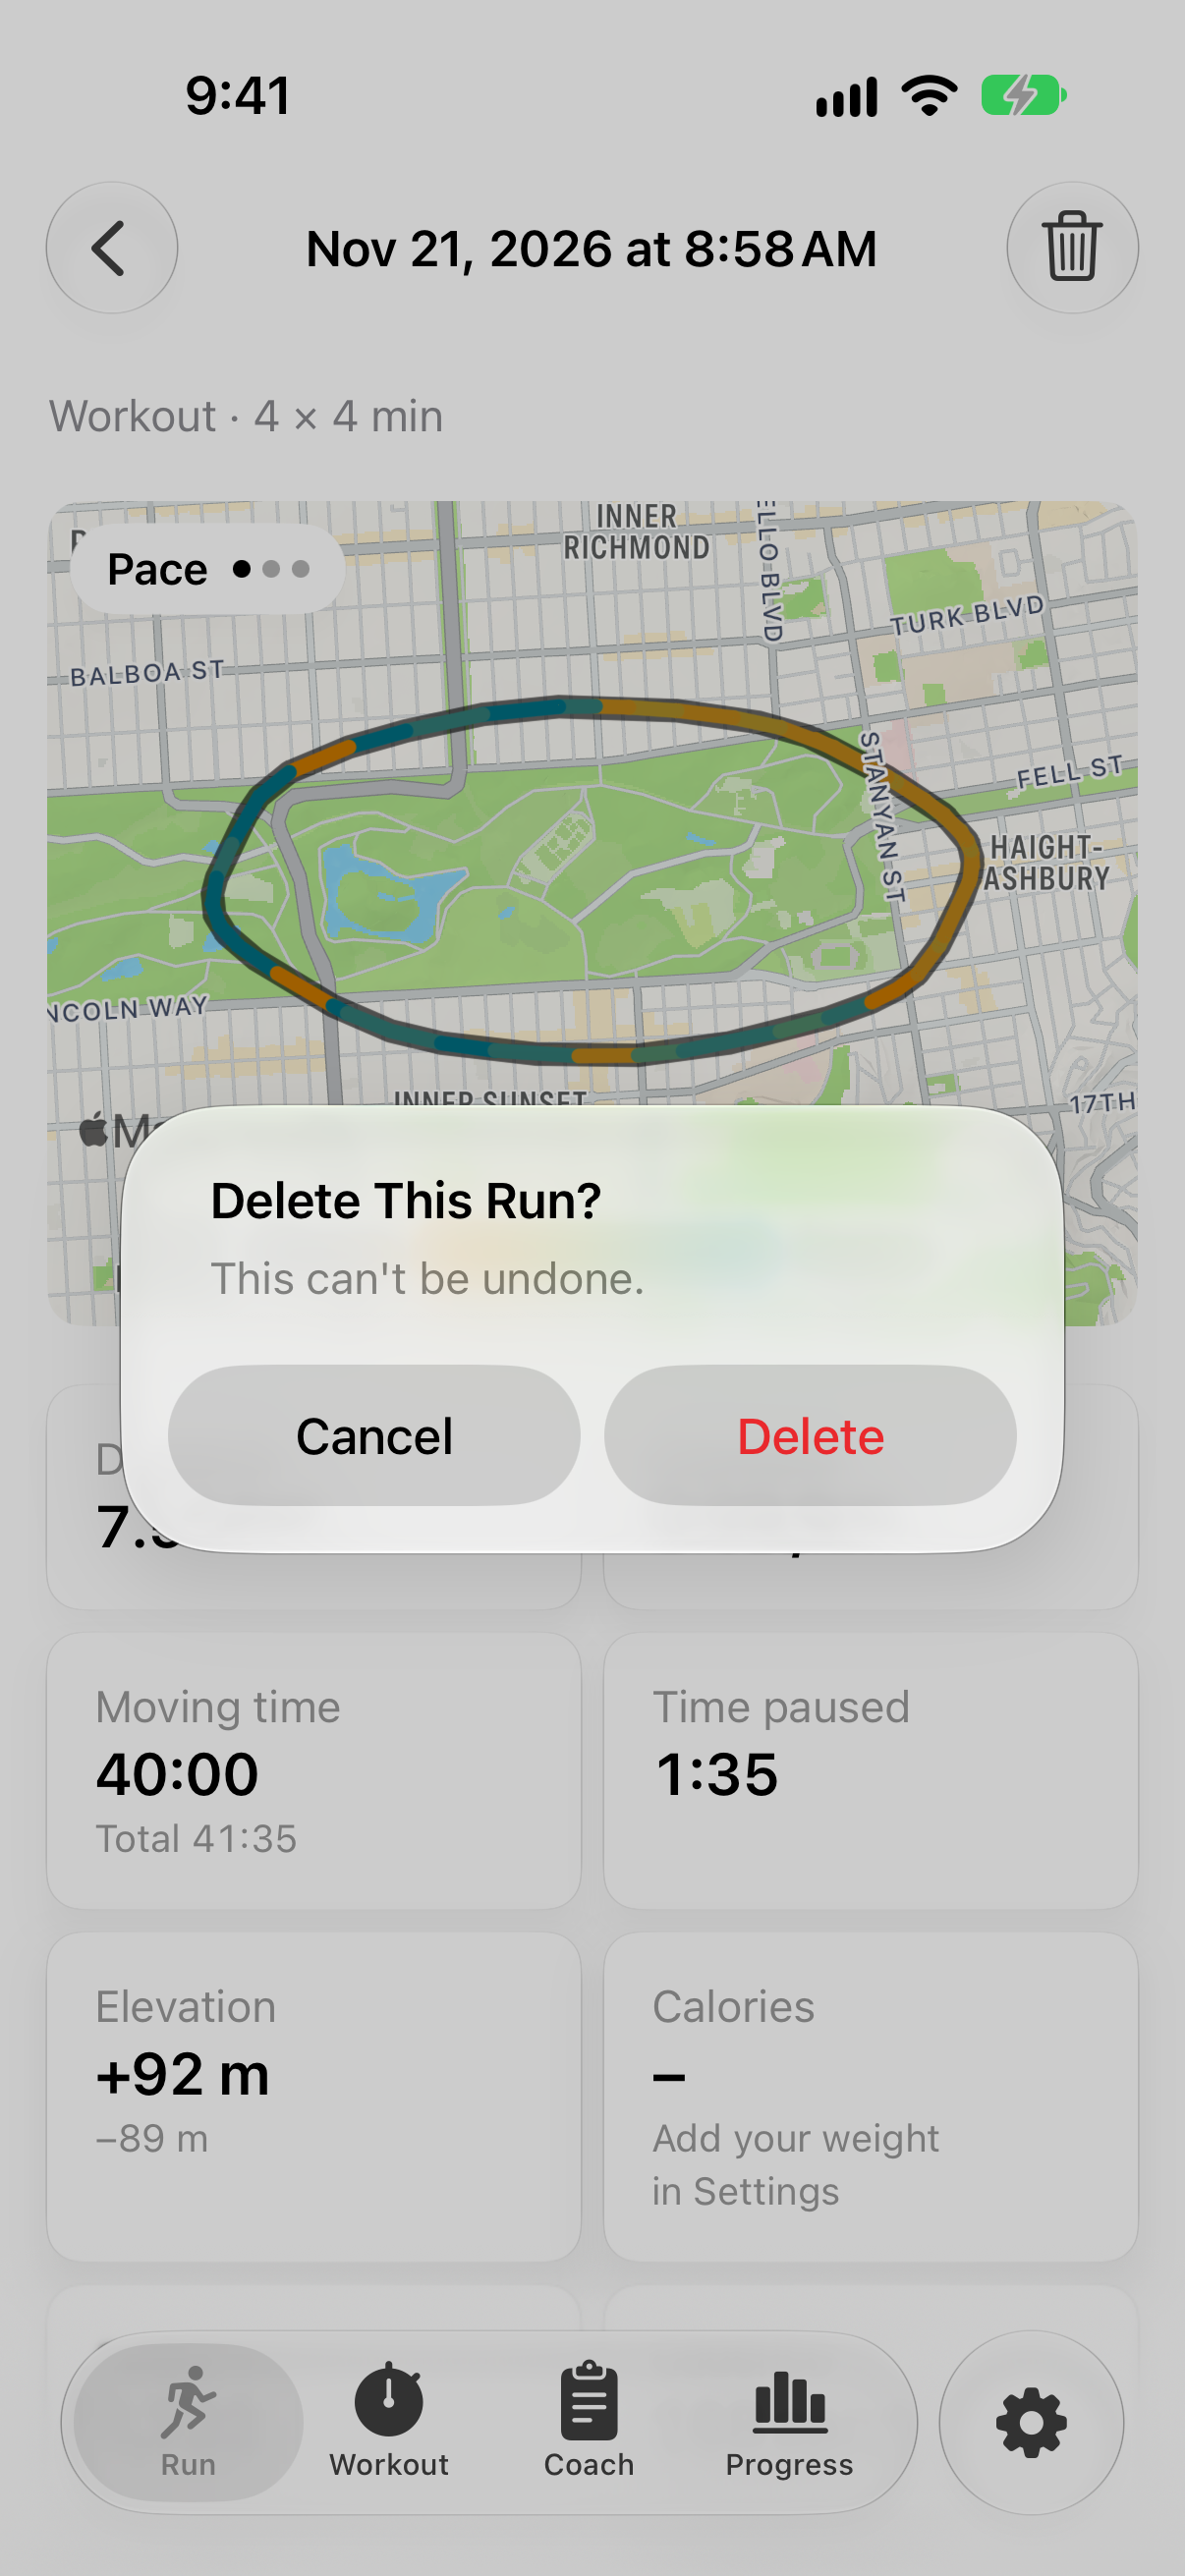 9:41
Nov 21, 2026 at 8:58 AM
Workout · 4 × 4 min
Pace
INNER
RICHMOND
TURK BLVD
BALBOA ST
STANYAN ST
FELL ST
HAIGHT-
ASHBURY
INNER SUNSET
17TH
Delete This Run?
This can't be undone.
Cancel
Delete
Moving time
40:00
Total 41:35
Time paused
1:35
Elevation
+92 m
−89 m
Calories
–
Add your weight
in Settings
Run
Workout
Coach
Progress